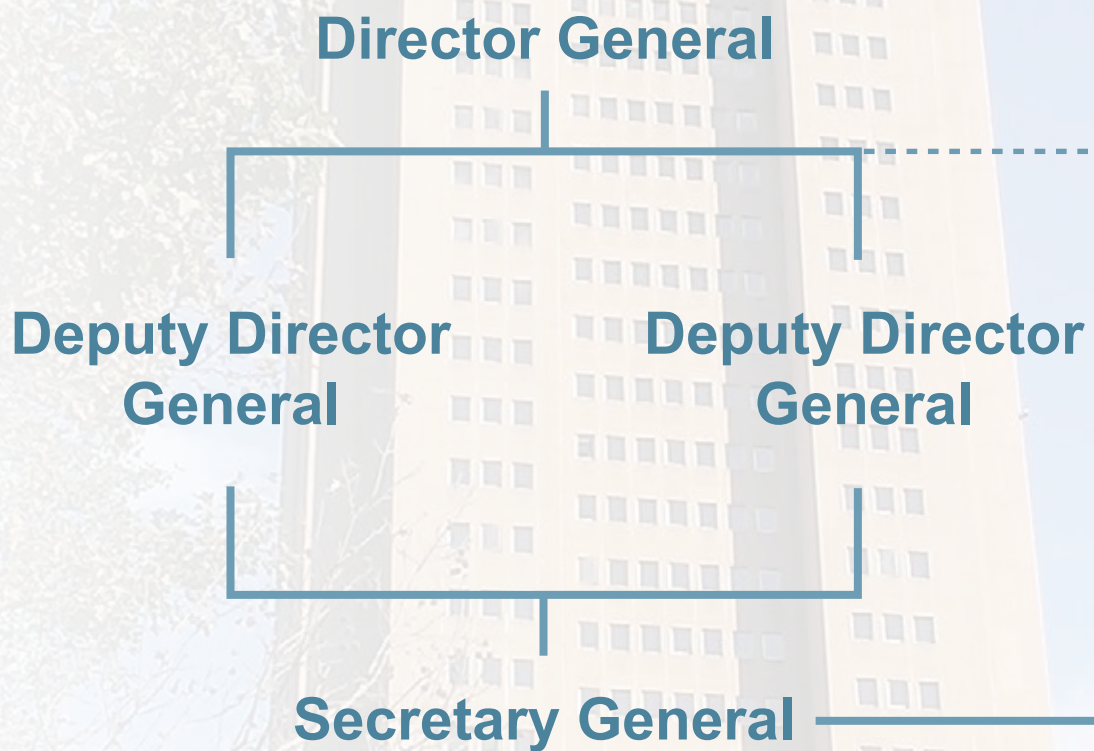 Director General
Deputy Director
General
Deputy Director
General
Secretary General